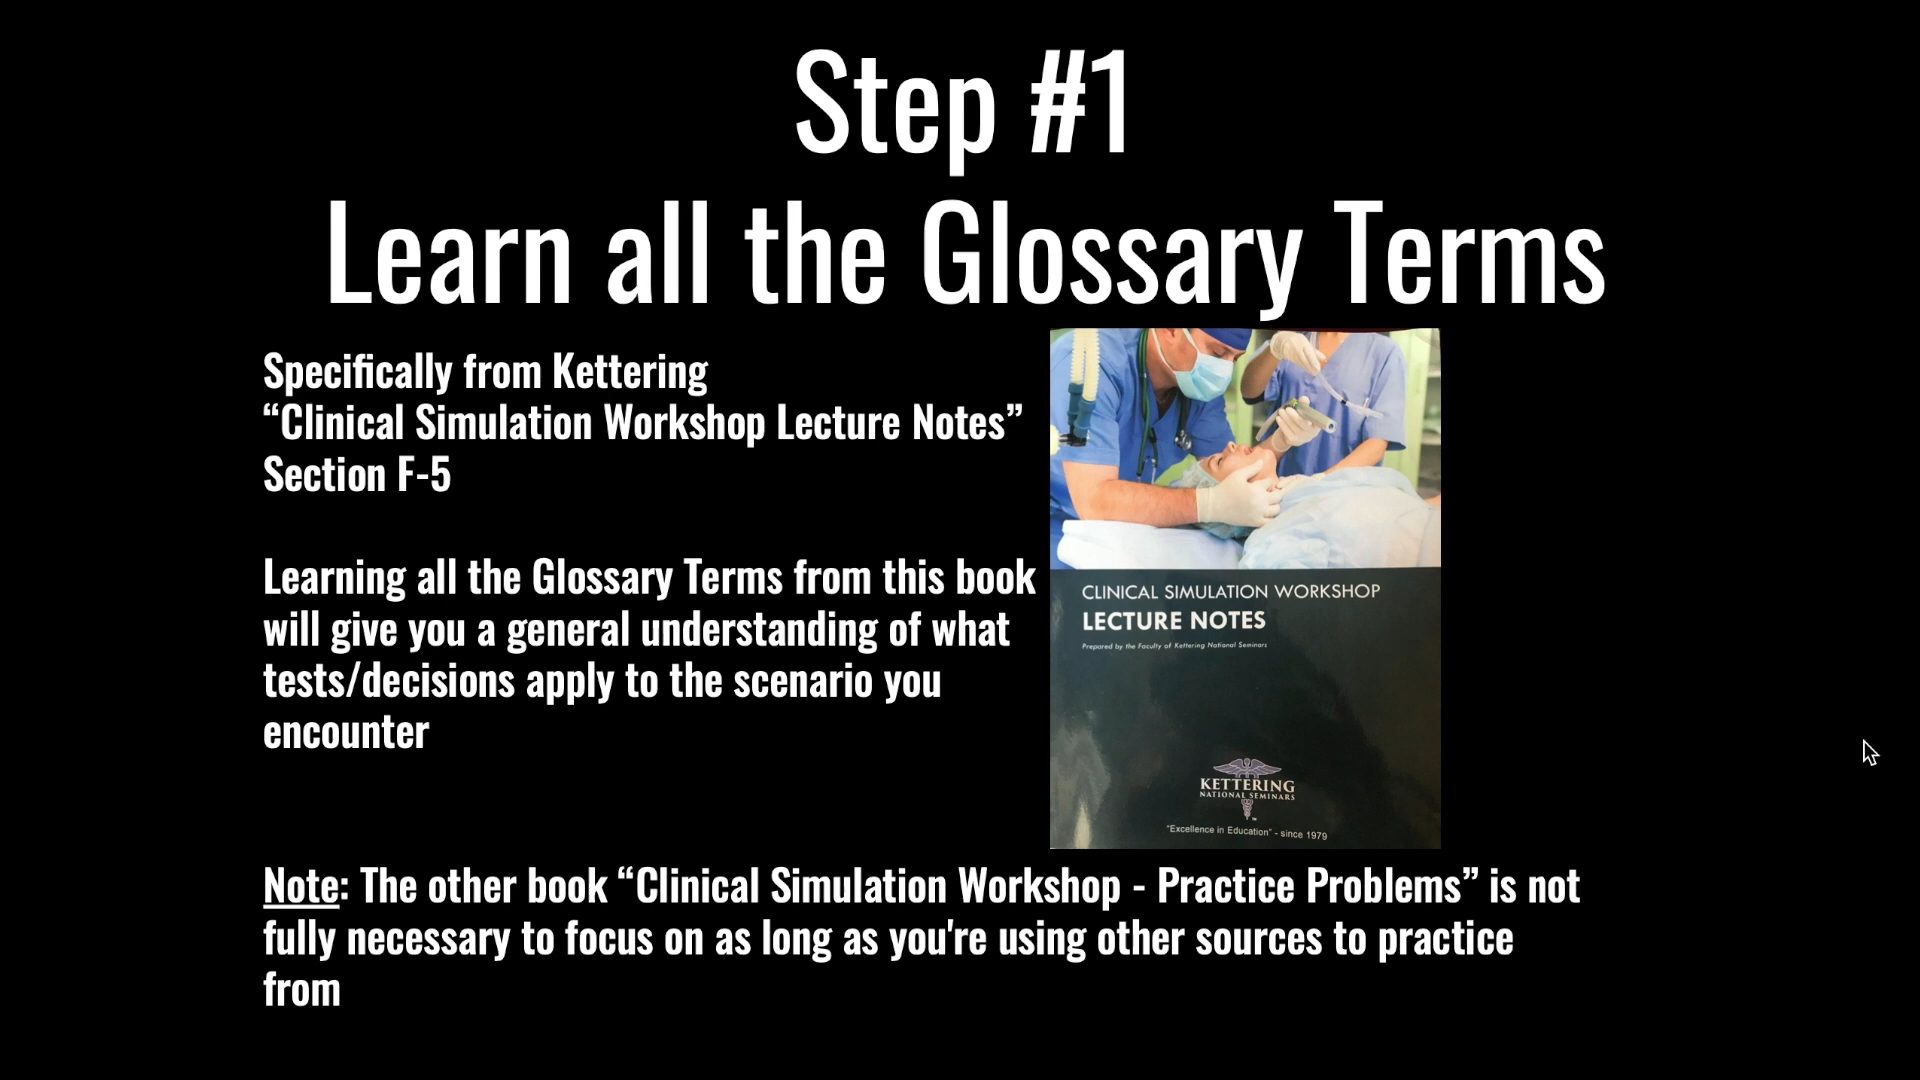 Step #1
Learn all the Glossary Terms
Specifically from Kettering
“Clinical Simulation Workshop Lecture Notes”
Section F-5
Learning all the Glossary Terms from this book
will give you a general understanding of what
tests/decisions apply to the scenario you
encounter
CLINICAL SIMULATION WORKSHOP
LECTURE NOTES
Prepared by the Faculty of Kettering National Seminars
KETTERING
NATIONAL SEMINARS
™
"Excellence in Education" - since 1979
Note: The other book “Clinical Simulation Workshop - Practice Problems” is not
fully necessary to focus on as long as you're using other sources to practice
from